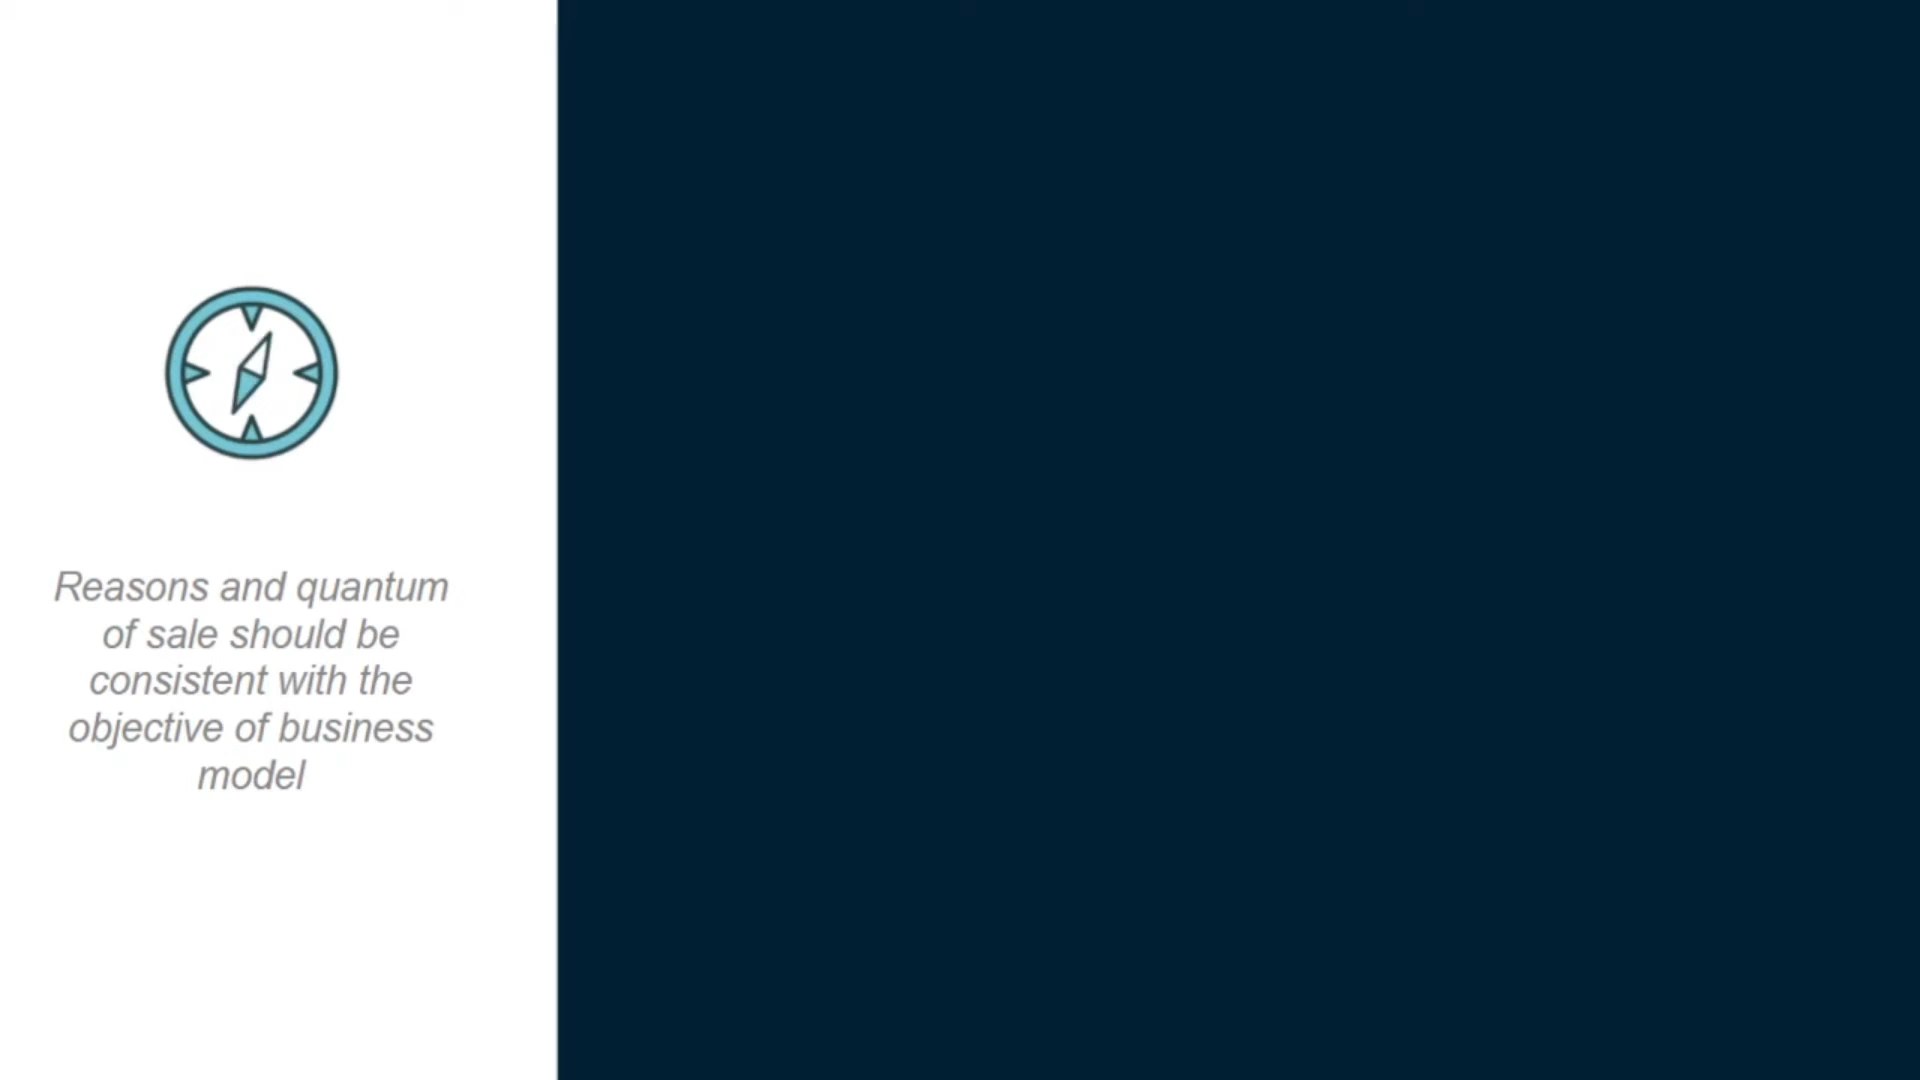 Reasons and quantum
of sale should be
consistent with the
objective of business
model